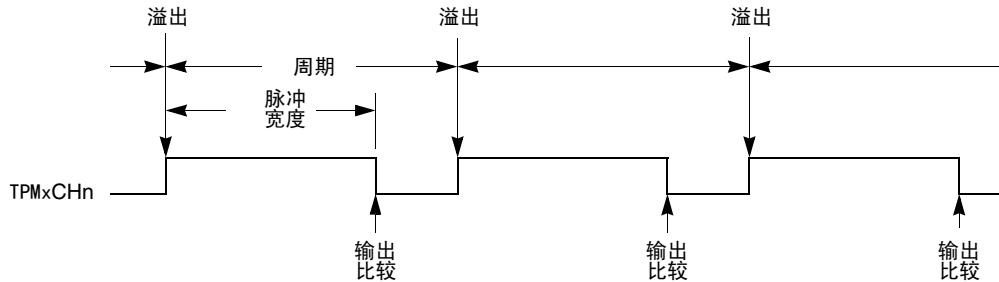 溢出 溢出 溢出
周期
脉冲
宽度
TPMxCHn
输出 输出 输出
比较 比较 比较